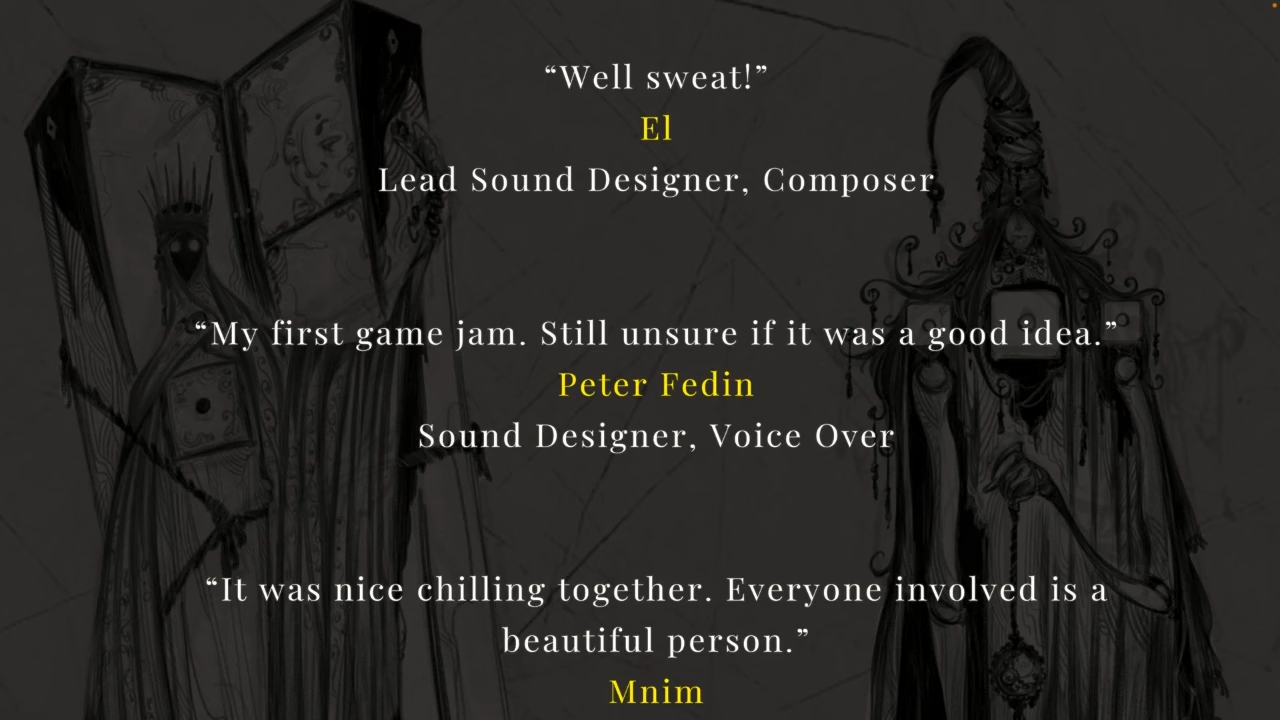 “Well sweat!”
El
Lead Sound Designer, Composer
“My first game jam. Still unsure if it was a good idea.”
Peter Fedin
Sound Designer, Voice Over
“It was nice chilling together. Everyone involved is a
beautiful person.”
Mnim